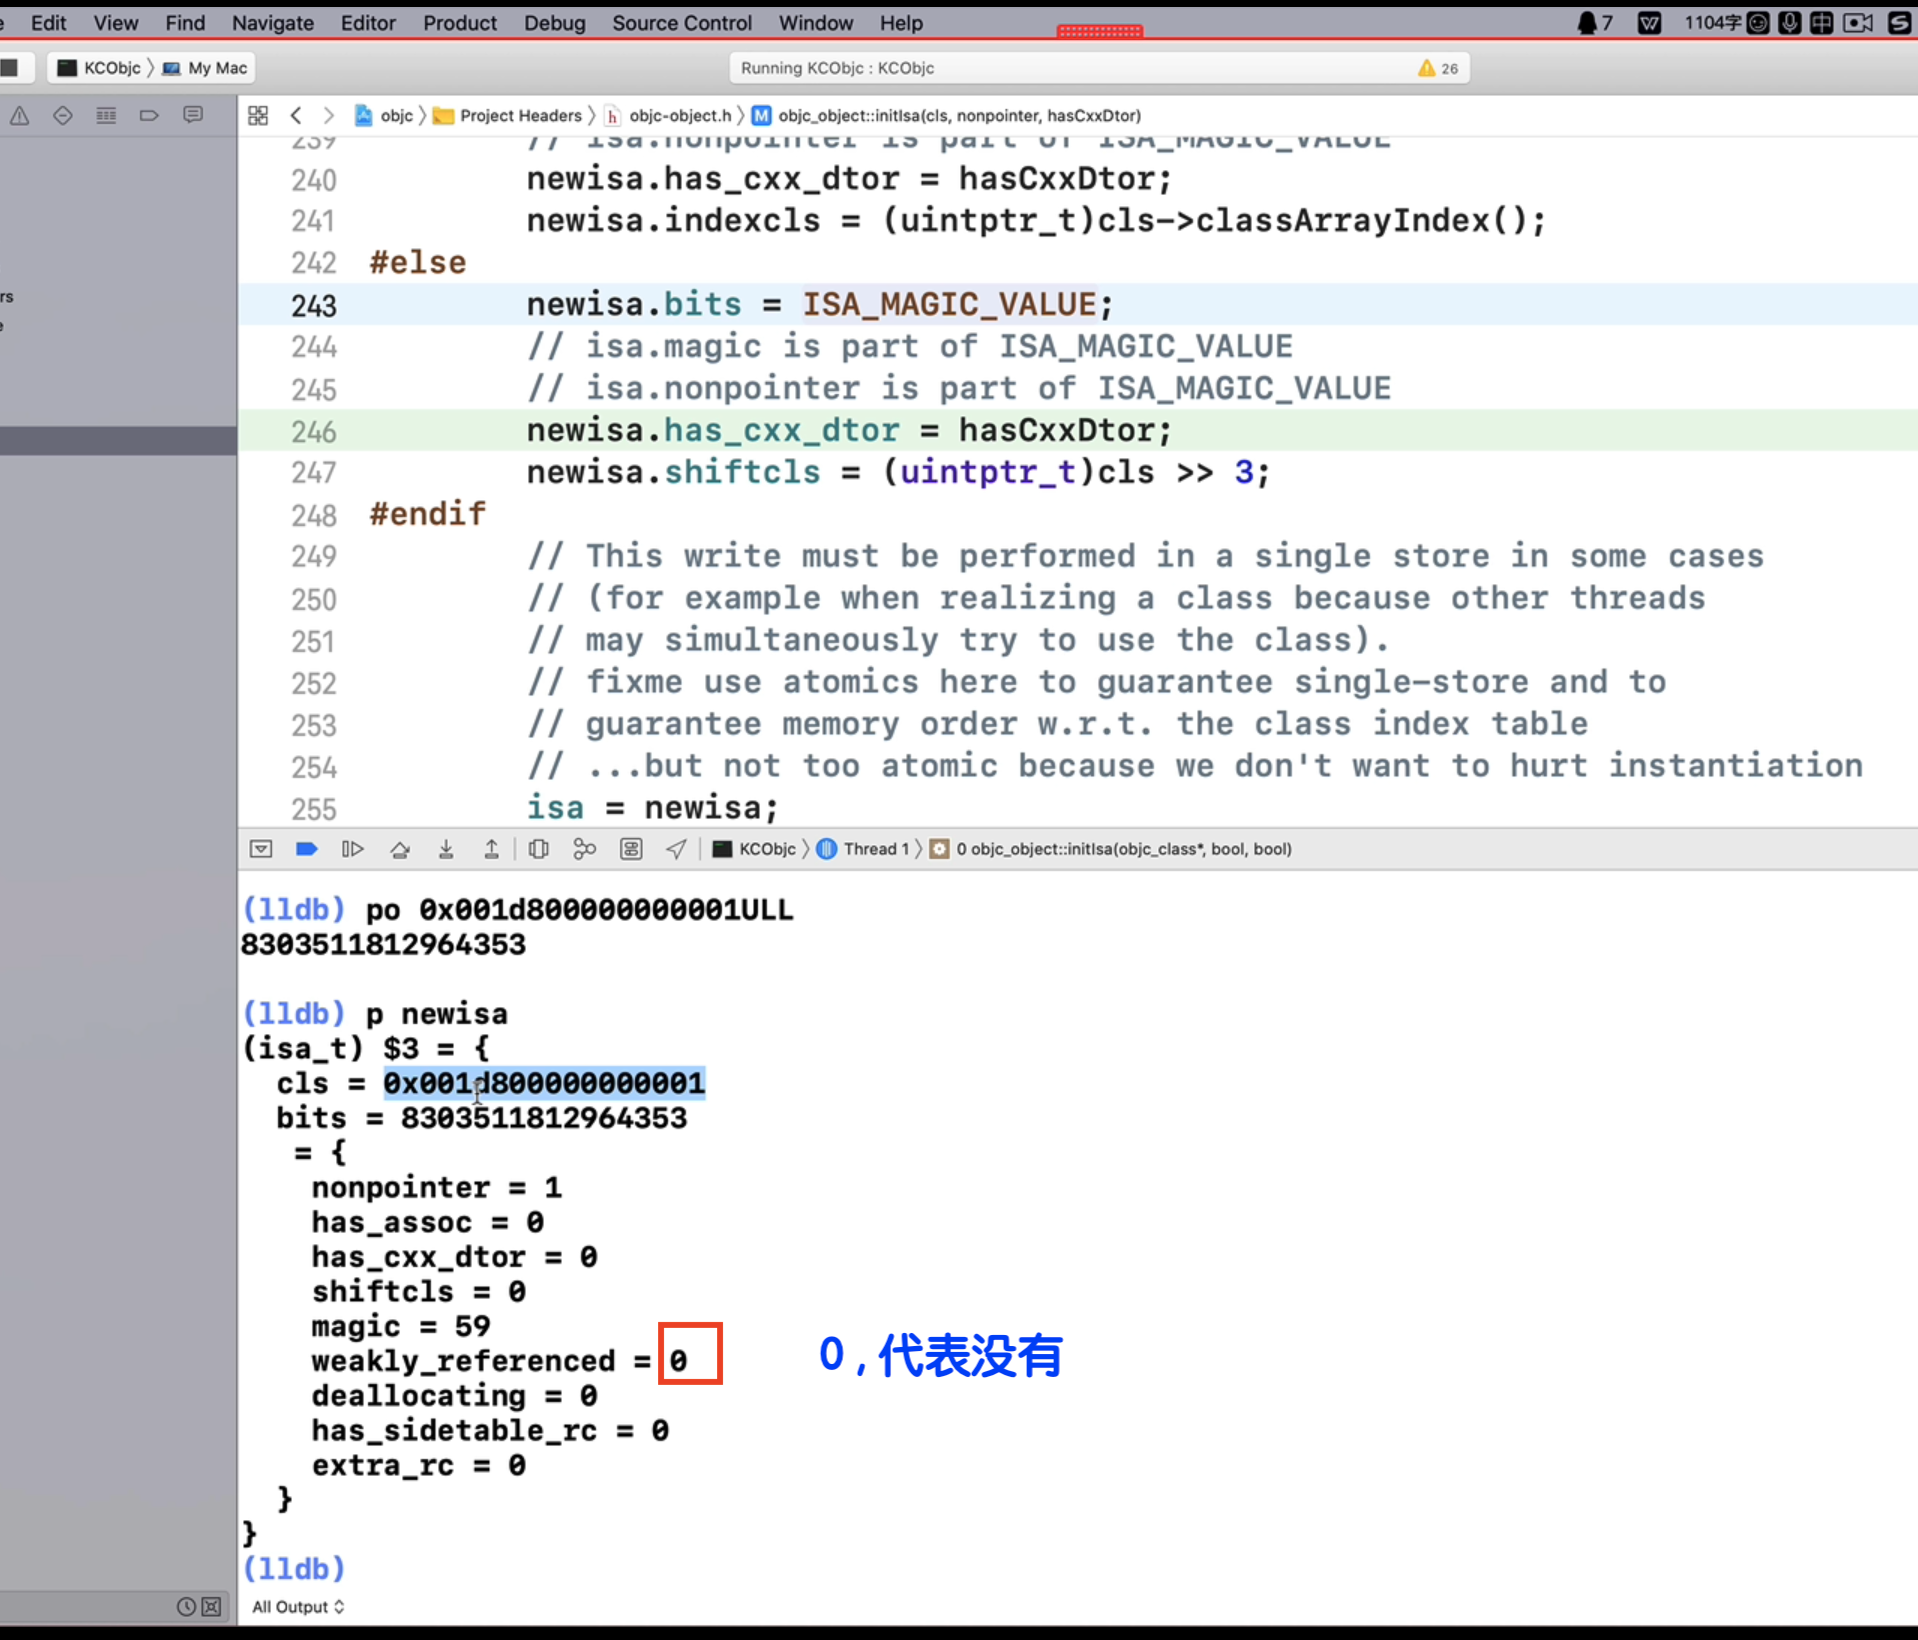 Edit View Find Navigate Editor Product Debug Source Control Window Help 7 1104字 中
KCObjc 〉 My Mac Running KCObjc : KCObjc 26
objc 〉 Project Headers 〉 h objc-object.h 〉 M objc_object::initIsa(cls, nonpointer, hasCxxDtor)
239 // isa.nonpointer is part of ISA_MAGIC_VALUE
240 newisa.has_cxx_dtor = hasCxxDtor;
241 newisa.indexcls = (uintptr_t)cls->classArrayIndex();
242 #else
rs
243 newisa.bits = ISA_MAGIC_VALUE;
e
244 // isa.magic is part of ISA_MAGIC_VALUE
245 // isa.nonpointer is part of ISA_MAGIC_VALUE
246 newisa.has_cxx_dtor = hasCxxDtor;
247 newisa.shiftcls = (uintptr_t)cls >> 3;
248 #endif
249 // This write must be performed in a single store in some cases
250 // (for example when realizing a class because other threads
251 // may simultaneously try to use the class).
252 // fixme use atomics here to guarantee single-store and to
253 // guarantee memory order w.r.t. the class index table
254 // ...but not too atomic because we don't want to hurt instantiation
255 isa = newisa;
KCObjc 〉 Thread 1 〉 0 objc_object::initIsa(objc_class*, bool, bool)
(lldb) po 0x001d800000000001ULL
8303511812964353
(lldb) p newisa
(isa_t) $3 = {
cls = 0x001d800000000001
bits = 8303511812964353
= {
nonpointer = 1
has_assoc = 0
has_cxx_dtor = 0
shiftcls = 0
magic = 59
weakly_referenced = 0 0，代表没有
deallocating = 0
has_sidetable_rc = 0
extra_rc = 0
}
}
(lldb)
All Output